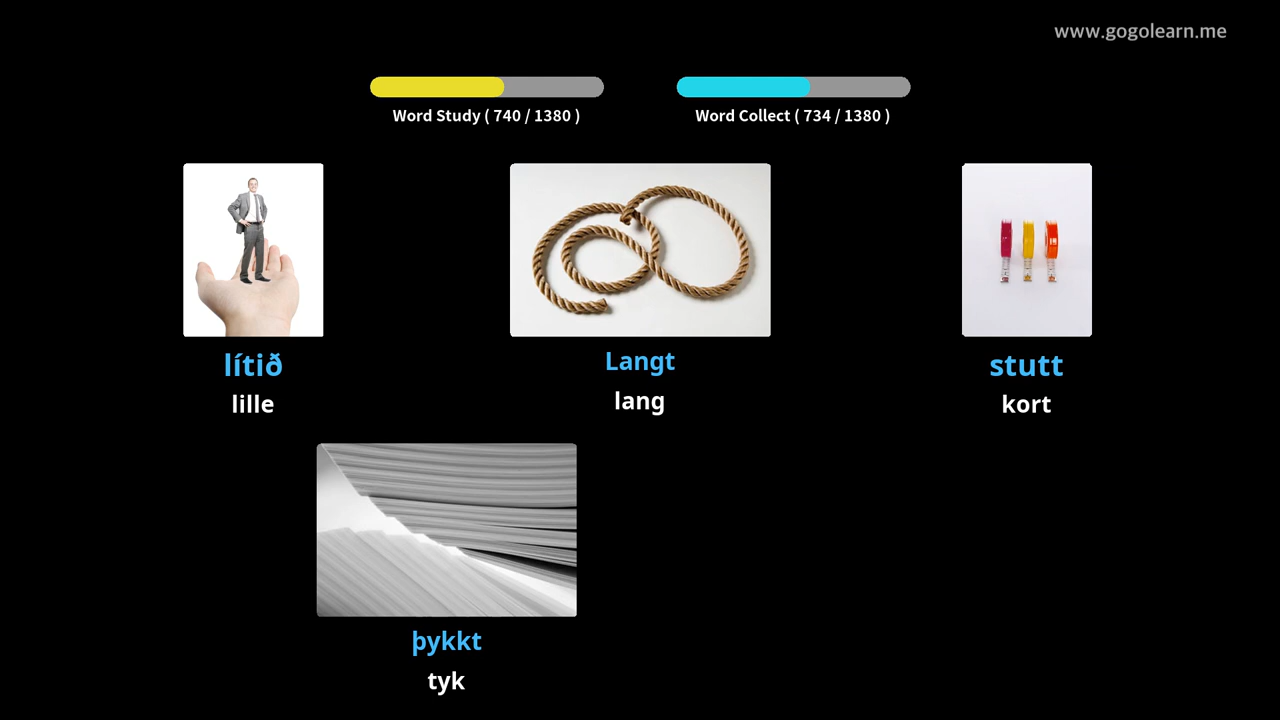 www.gogolearn.me
Word Study ( 740 / 1380 )
Word Collect ( 734 / 1380 )
lítið
lille
Langt
lang
stutt
kort
þykkt
tyk